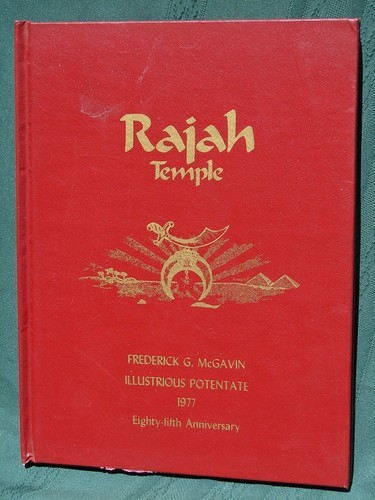 Rajah
Temple
FREDERICK G. McGAVIN
ILLUSTRIOUS POTENTATE
1977
Eighty-fifth Anniversary